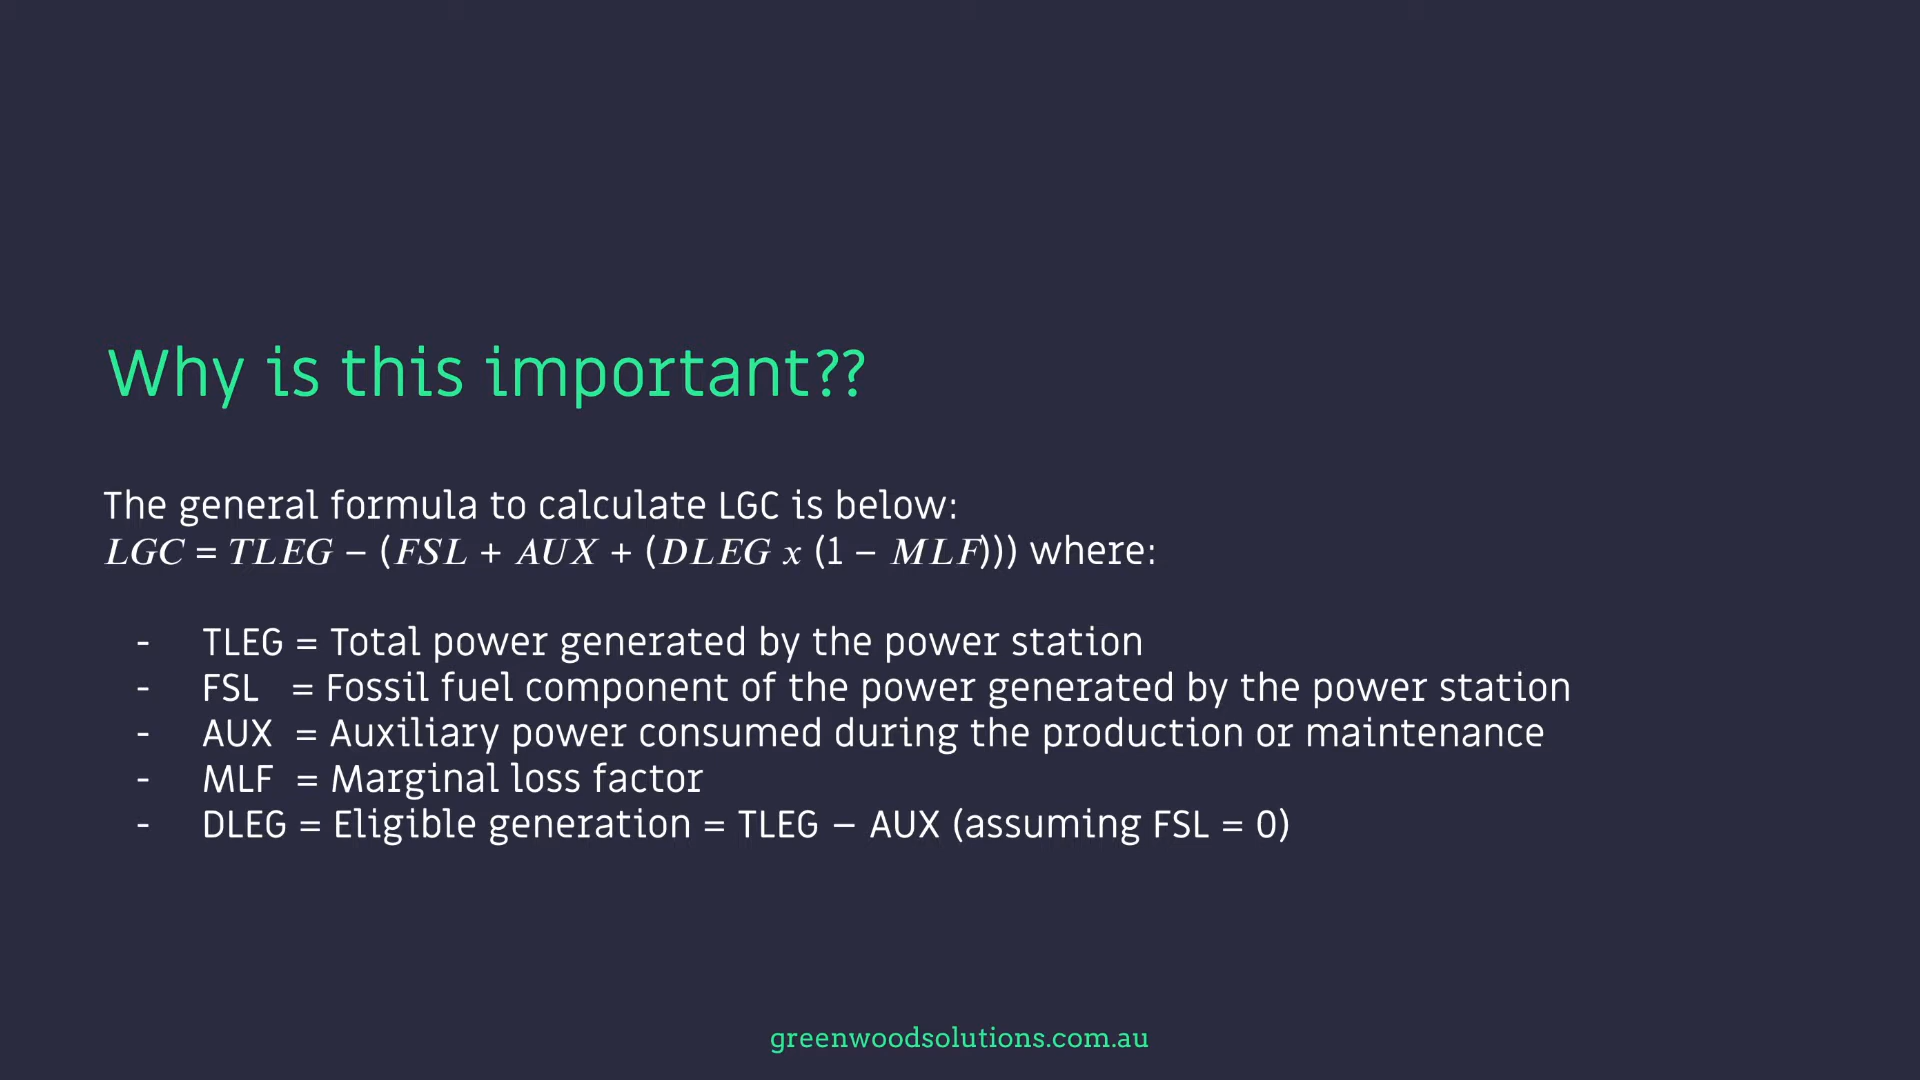 Why is this important??
The general formula to calculate LGC is below:
LGC = TLEG – (FSL + AUX + (DLEG x (1 – MLF))) where:
- TLEG = Total power generated by the power station
- FSL = Fossil fuel component of the power generated by the power station
- AUX = Auxiliary power consumed during the production or maintenance
- MLF = Marginal loss factor
- DLEG = Eligible generation = TLEG – AUX (assuming FSL = 0)
greenwoodsolutions.com.au